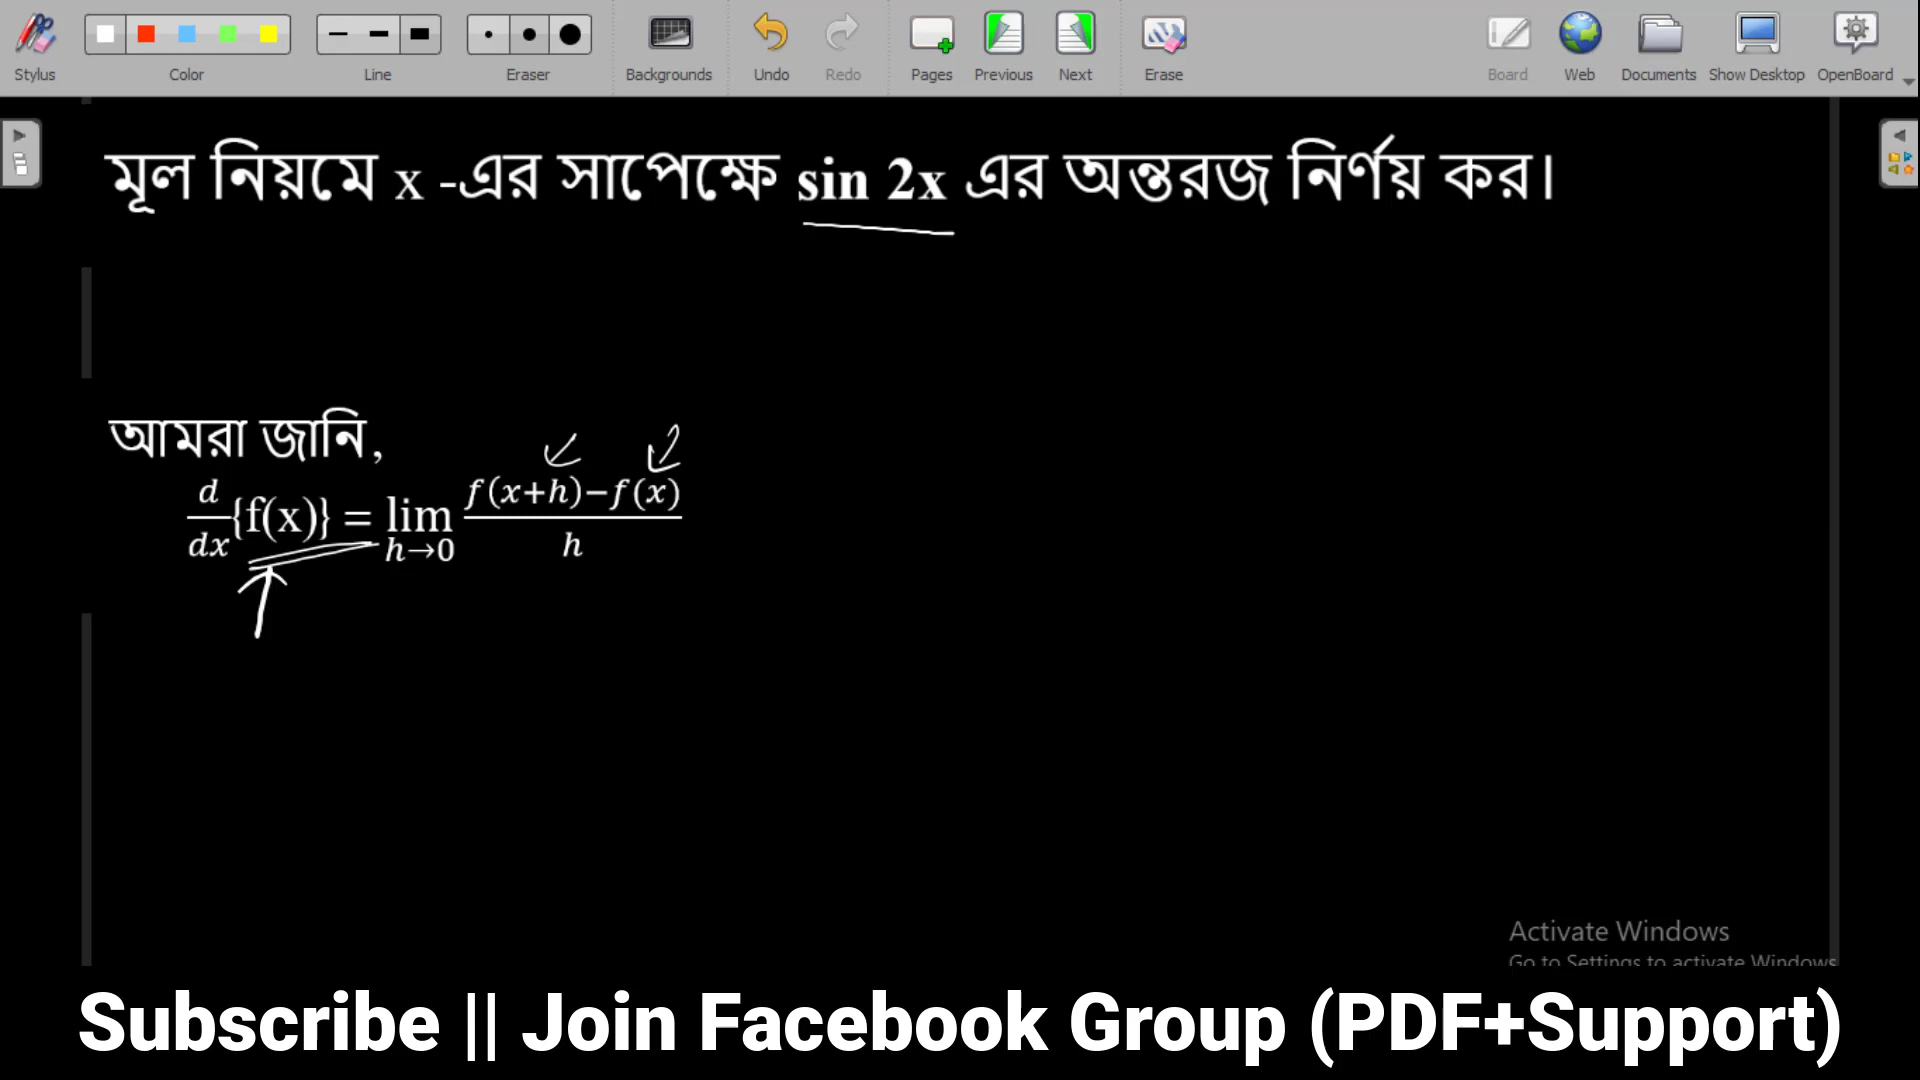 Stylus Color Line Eraser Backgrounds Undo Redo Pages Previous Next Erase Board Web Documents Show Desktop OpenBoard
মূল নিয়মে x -এর সাপেক্ষে sin 2x এর অন্তরজ নির্ণয় কর।
আমরা জানি,
d/dx{f(x)} = lim h→0 f(x+h)−f(x)/h
Activate Windows
Go to Settings to activate Windows
Subscribe || Join Facebook Group (PDF+Support)